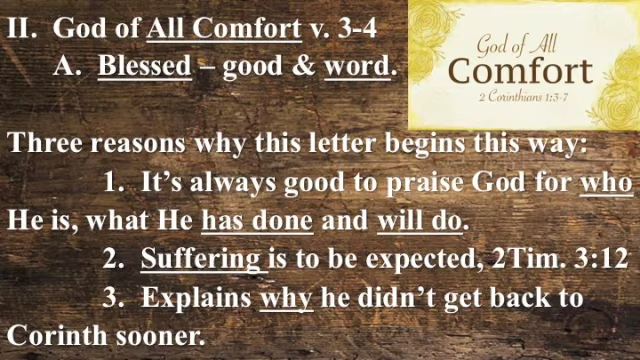 II.  God of All Comfort v. 3-4
A.  Blessed – good & word.
God of All
Comfort
2 Corinthians 1:3-7
Three reasons why this letter begins this way:
1.  It’s always good to praise God for who
He is, what He has done and will do.
2.  Suffering is to be expected, 2Tim. 3:12
3.  Explains why he didn’t get back to
Corinth sooner.